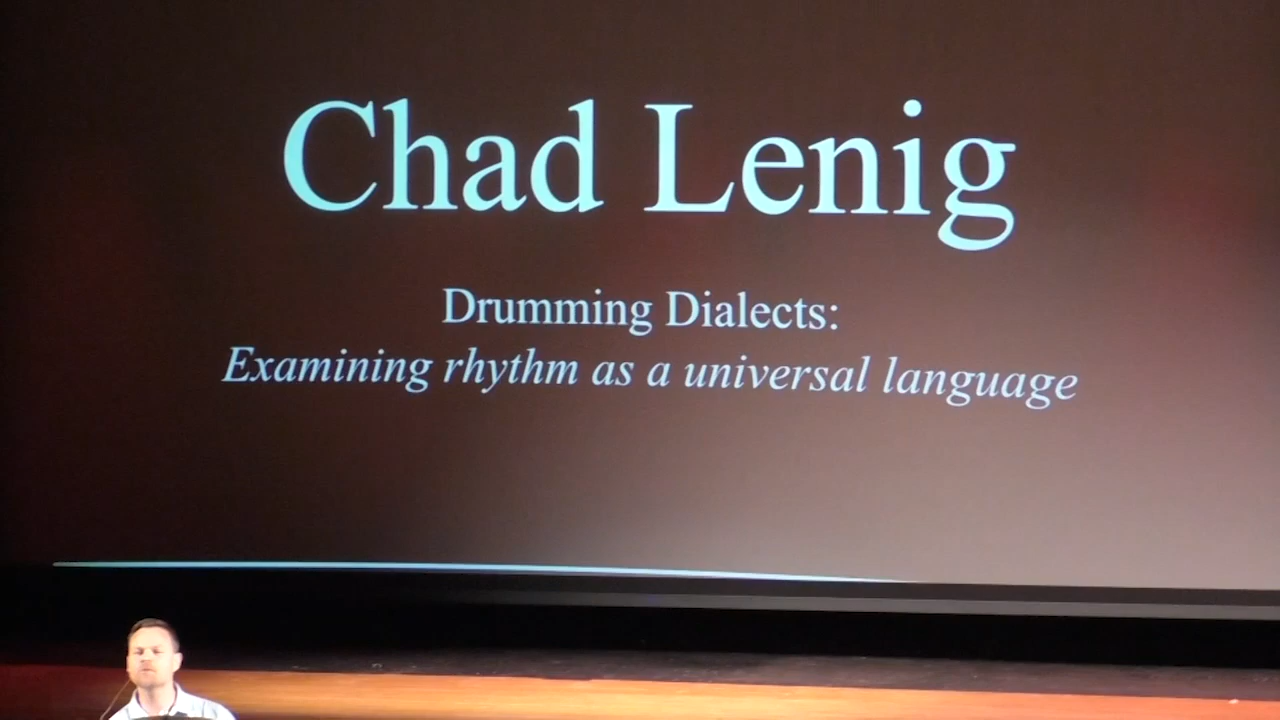 Chad Lenig
Drumming Dialects:
Examining rhythm as a universal language